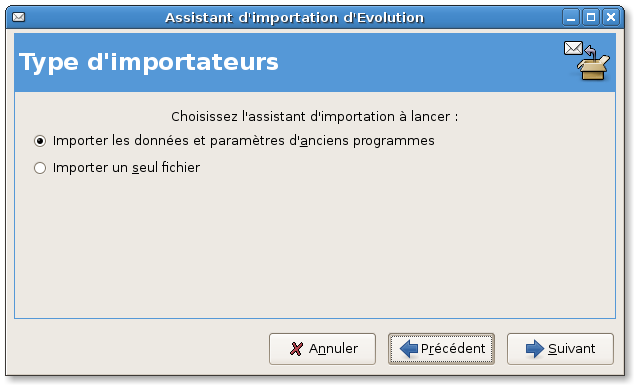 Assistant d'importation d'Evolution
Type d'importateurs
Choisissez l'assistant d'importation à lancer :
Importer les données et paramètres d'anciens programmes
Importer un seul fichier
Annuler
Précédent
Suivant